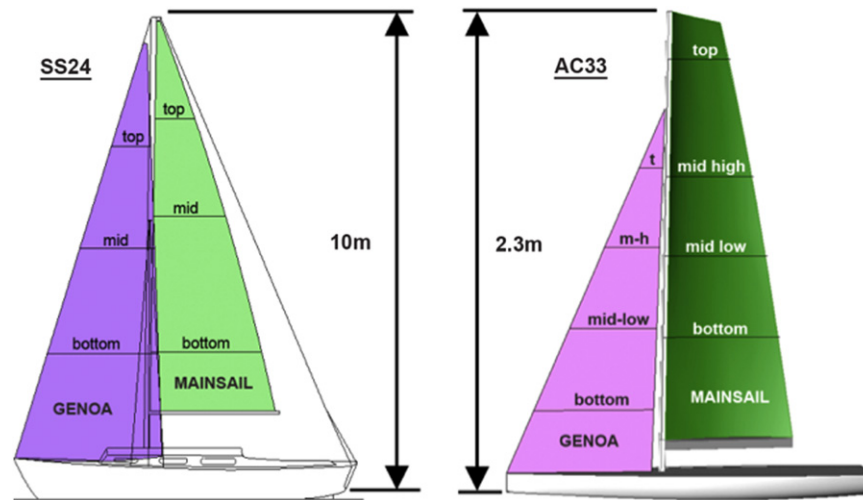 SS24
top
top
mid
mid
bottom
bottom
MAINSAIL
GENOA
10m
AC33
2.3m
top
t
mid high
m-h
mid low
mid-low
bottom
bottom
MAINSAIL
GENOA